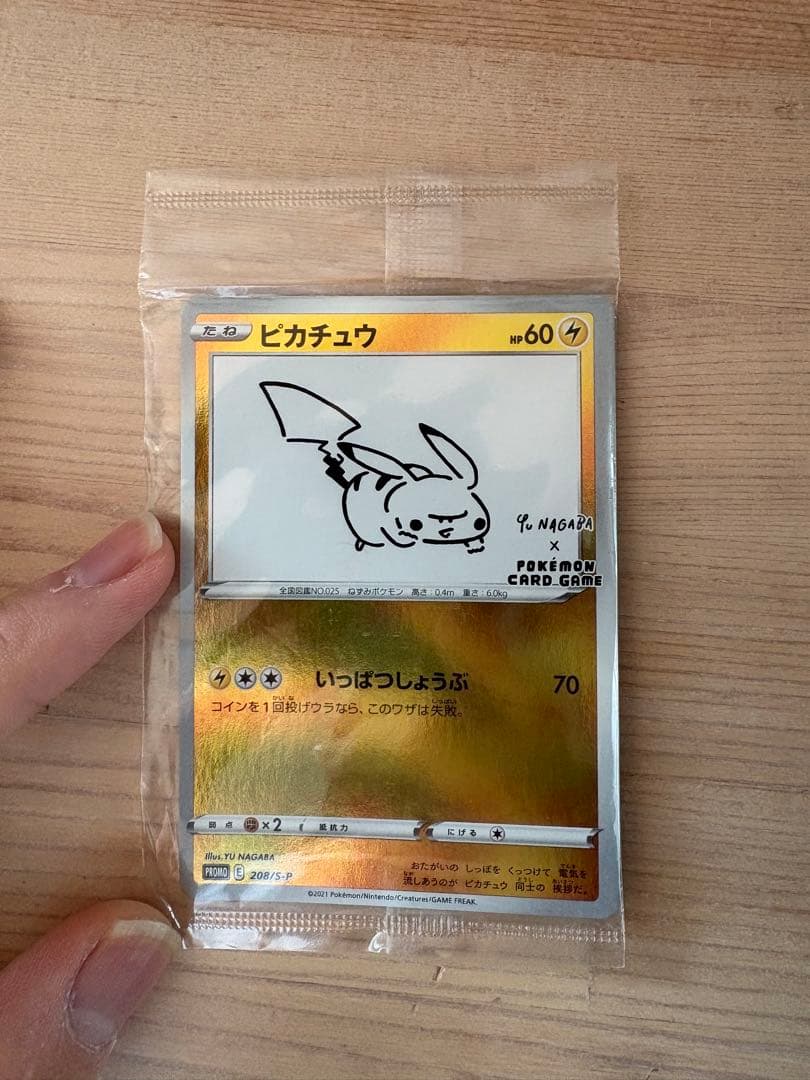 たね ピカチュウ HP60
Yu NAGABA
×
POKÉMON
CARD GAME
全国図鑑NO.025 ねずみポケモン 高さ:0.4m 重さ:6.0kg
いっぱつしょうぶ 70
コインを1回投げウラなら、このワザは失敗。
弱点 ×2 抵抗力 にげる
Illus.YU NAGABA
PROMO E 208/S-P
おたがいの しっぽを くっつけて 電気を
流しあうのが ピカチュウ 同士の 挨拶だ。
©2021 Pokémon/Nintendo/Creatures/GAME FREAK.